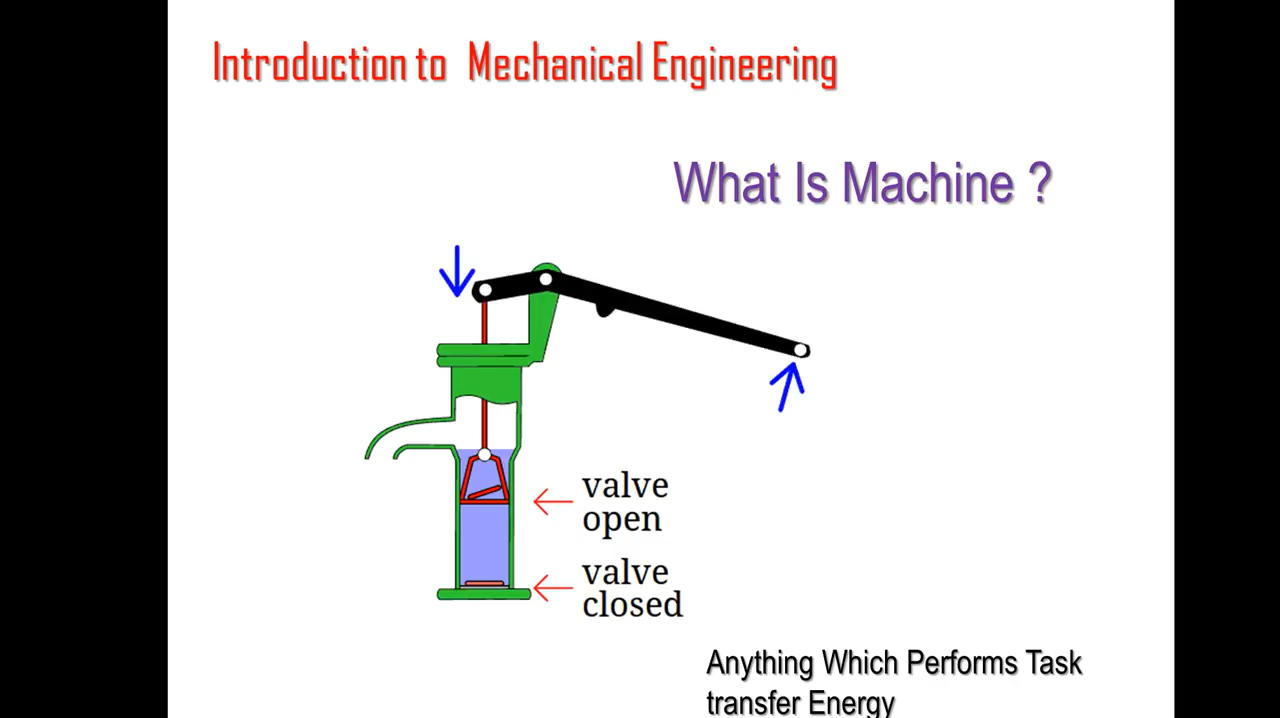 Introduction to Mechanical Engineering
What Is Machine ?
valve
open
valve
closed
Anything Which Performs Task
transfer Energy